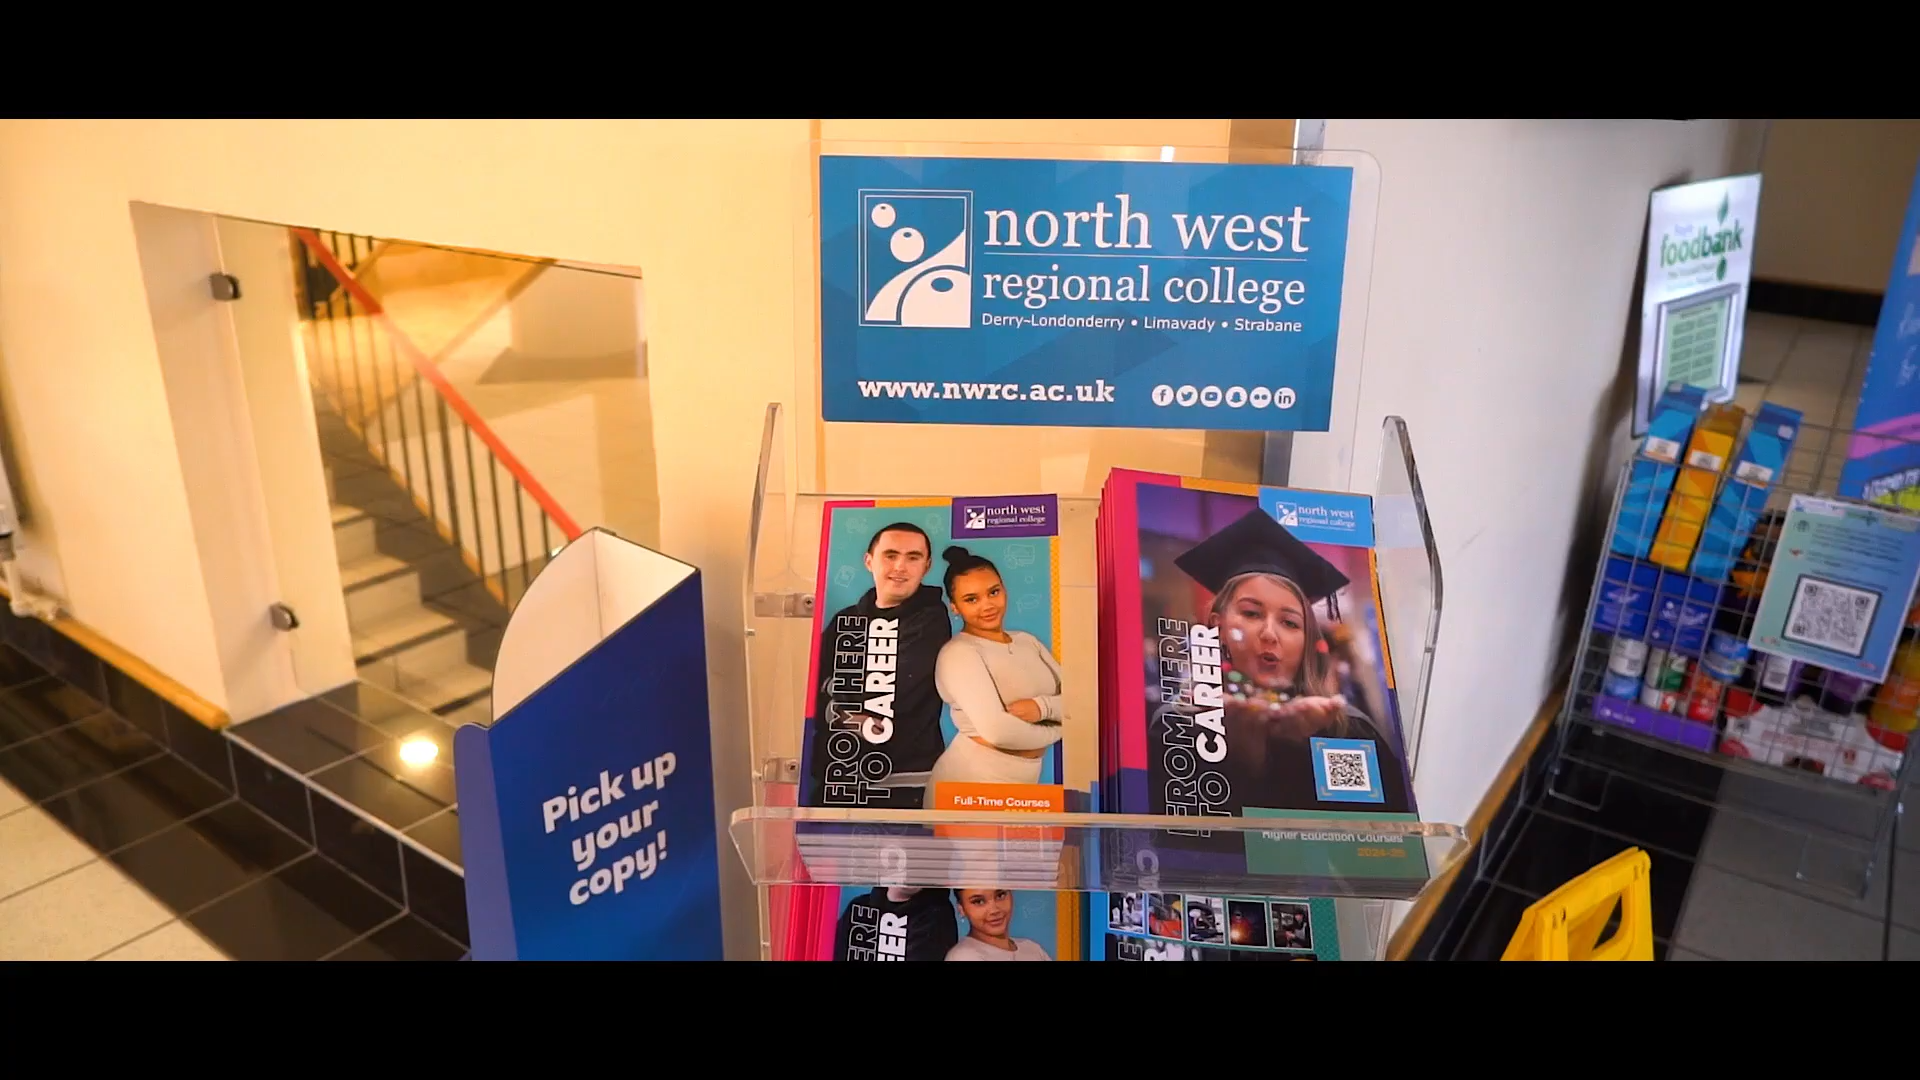 north west
regional college
Derry-Londonderry • Limavady • Strabane
www.nwrc.ac.uk
foodbank
north west
regional college
FROM HERE
TO CAREER
Full-Time Courses
north west
regional college
FROM HERE
TO CAREER
Higher Education Courses
2024-25
Pick up
your
copy!